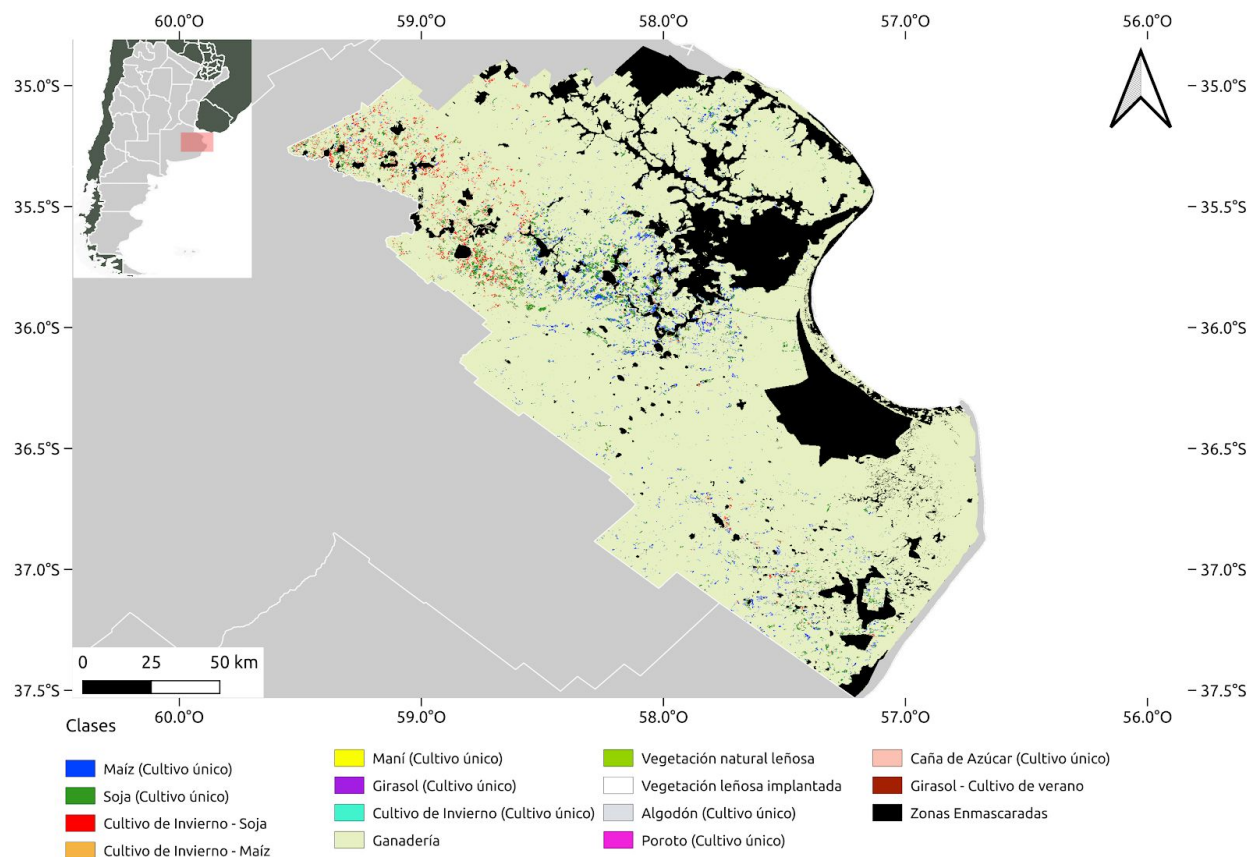 60.0°O 59.0°O 58.0°O 57.0°O 56.0°O
35.0°S 35.0°S
35.5°S 35.5°S
36.0°S 36.0°S
36.5°S 36.5°S
37.0°S 37.0°S
0 25 50 km
37.5°S 37.5°S
60.0°O 59.0°O 58.0°O 57.0°O 56.0°O
Clases
Maíz (Cultivo único)
Soja (Cultivo único)
Cultivo de Invierno - Soja
Cultivo de Invierno - Maíz
Maní (Cultivo único)
Girasol (Cultivo único)
Cultivo de Invierno (Cultivo único)
Ganadería
Vegetación natural leñosa
Vegetación leñosa implantada
Algodón (Cultivo único)
Poroto (Cultivo único)
Caña de Azúcar (Cultivo único)
Girasol - Cultivo de verano
Zonas Enmascaradas